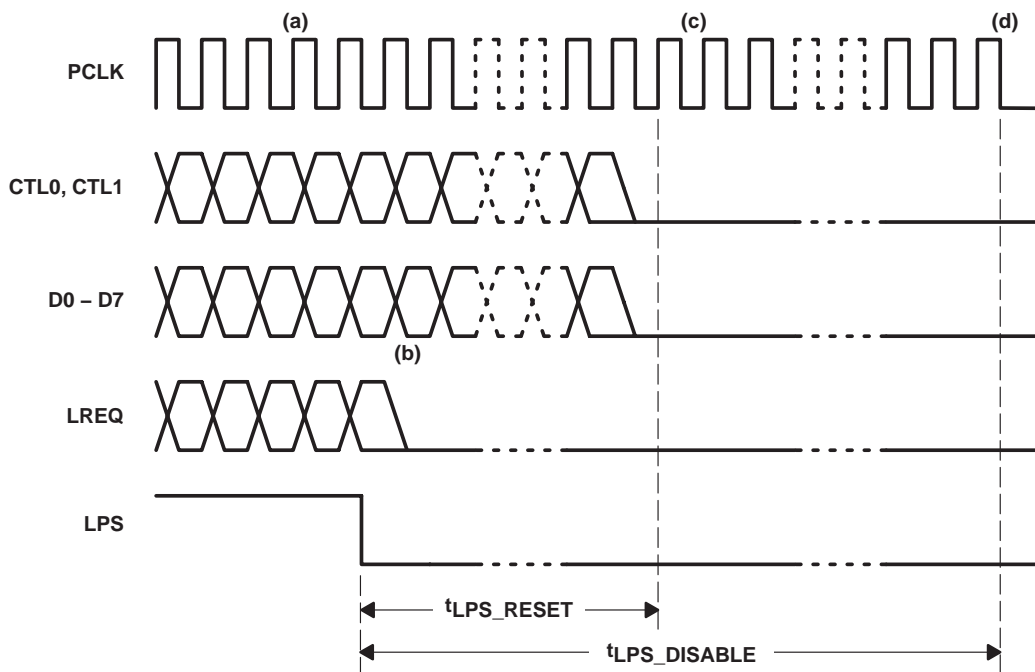 (a) (c) (d)
PCLK
CTL0, CTL1
D0 – D7
(b)
LREQ
LPS
tLPS_RESET
tLPS_DISABLE